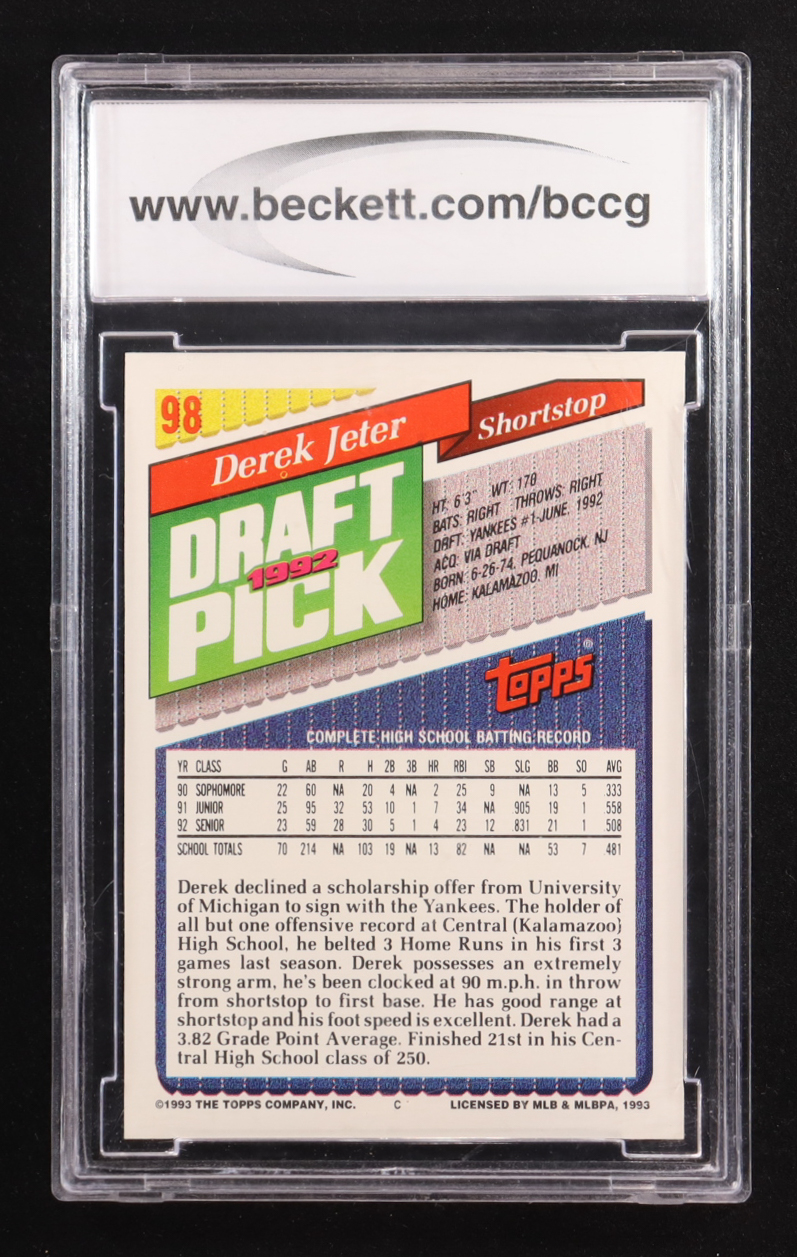 www.beckett.com/bccg
98
Derek Jeter
Shortstop
DRAFT
1992
PICK
HT: 6'3" WT: 170
BATS: RIGHT THROWS: RIGHT
DRFT: YANKEES #1-JUNE, 1992
ACQ: VIA DRAFT
BORN: 6-26-74, PEQUANOCK, NJ
HOME: KALAMAZOO, MI
topps®
COMPLETE HIGH SCHOOL BATTING RECORD
YR CLASS G AB R H 2B 3B HR RBI SB SLG BB SO AVG
90 SOPHOMORE 22 60 NA 20 4 NA 2 25 9 NA 13 5 333
91 JUNIOR 25 95 32 53 10 1 7 34 NA 905 19 1 558
92 SENIOR 23 59 28 30 5 1 4 23 12 .831 21 1 .508
SCHOOL TOTALS 70 214 NA 103 19 NA 13 82 NA NA 53 7 481
Derek declined a scholarship offer from University
of Michigan to sign with the Yankees. The holder of
all but one offensive record at Central (Kalamazoo)
High School, he belted 3 Home Runs in his first 3
games last season. Derek possesses an extremely
strong arm, he's been clocked at 90 m.p.h. in throw
from shortstop to first base. He has good range at
shortstop and his foot speed is excellent. Derek had a
3.82 Grade Point Average. Finished 21st in his Cen-
tral High School class of 250.
©1993 THE TOPPS COMPANY, INC. C LICENSED BY MLB & MLBPA, 1993